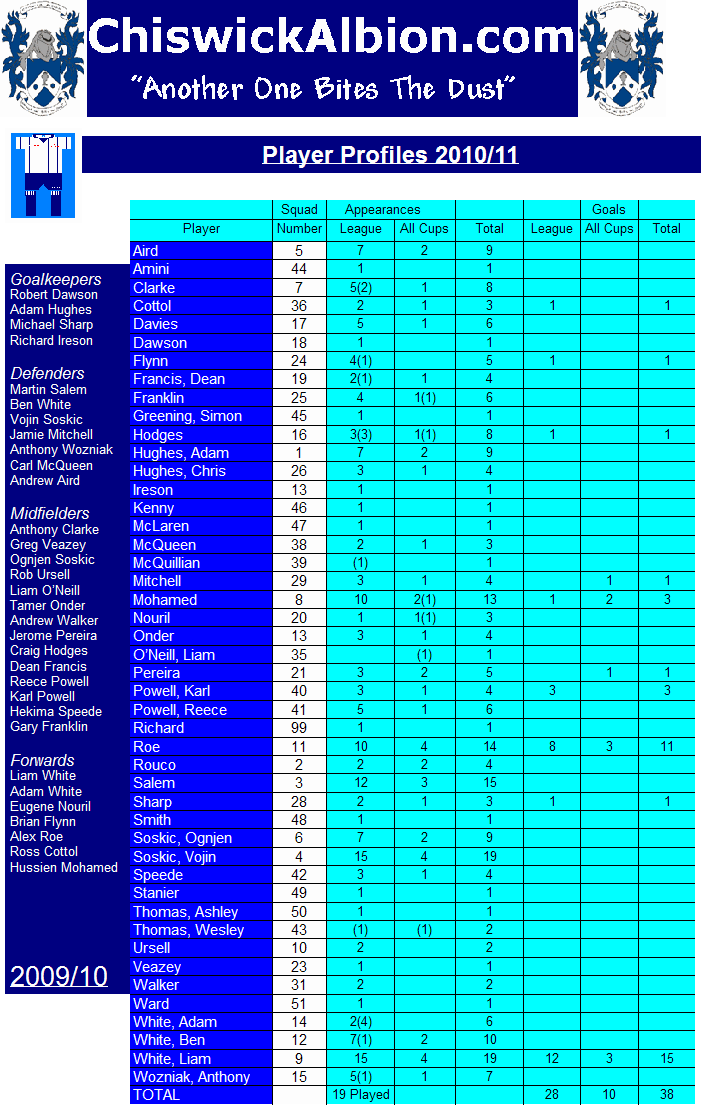 ChiswickAlbion.com
"Another One Bites The Dust"
Player Profiles 2010/11
Goalkeepers
Robert Dawson
Adam Hughes
Michael Sharp
Richard Ireson
Defenders
Martin Salem
Ben White
Vojin Soskic
Jamie Mitchell
Anthony Wozniak
Carl McQueen
Andrew Aird
Midfielders
Anthony Clarke
Greg Veazey
Ognjen Soskic
Rob Ursell
Liam O'Neill
Tamer Onder
Andrew Walker
Jerome Pereira
Craig Hodges
Dean Francis
Reece Powell
Karl Powell
Hekima Speede
Gary Franklin
Forwards
Liam White
Adam White
Eugene Nouril
Brian Flynn
Alex Roe
Ross Cottol
Hussien Mohamed
2009/10
Squad Appearances Goals
Player Number League All Cups Total League All Cups Total
Aird 5 7 2 9
Amini 44 1 1
Clarke 7 5(2) 1 8
Cottol 36 2 1 3 1 1
Davies 17 5 1 6
Dawson 18 1 1
Flynn 24 4(1) 5 1 1
Francis, Dean 19 2(1) 1 4
Franklin 25 4 1(1) 6
Greening, Simon 45 1 1
Hodges 16 3(3) 1(1) 8 1 1
Hughes, Adam 1 7 2 9
Hughes, Chris 26 3 1 4
Ireson 13 1 1
Kenny 46 1 1
McLaren 47 1 1
McQueen 38 2 1 3
McQuillian 39 (1) 1
Mitchell 29 3 1 4 1 1
Mohamed 8 10 2(1) 13 1 2 3
Nouril 20 1 1(1) 3
Onder 13 3 1 4
O'Neill, Liam 35 (1) 1
Pereira 21 3 2 5 1 1
Powell, Karl 40 3 1 4 3 3
Powell, Reece 41 5 1 6
Richard 99 1 1
Roe 11 10 4 14 8 3 11
Rouco 2 2 2 4
Salem 3 12 3 15
Sharp 28 2 1 3 1 1
Smith 48 1 1
Soskic, Ognjen 6 7 2 9
Soskic, Vojin 4 15 4 19
Speede 42 3 1 4
Stanier 49 1 1
Thomas, Ashley 50 1 1
Thomas, Wesley 43 (1) (1) 2
Ursell 10 2 2
Veazey 23 1 1
Walker 31 2 2
Ward 51 1 1
White, Adam 14 2(4) 6
White, Ben 12 7(1) 2 10
White, Liam 9 15 4 19 12 3 15
Wozniak, Anthony 15 5(1) 1 7
TOTAL 19 Played 28 10 38